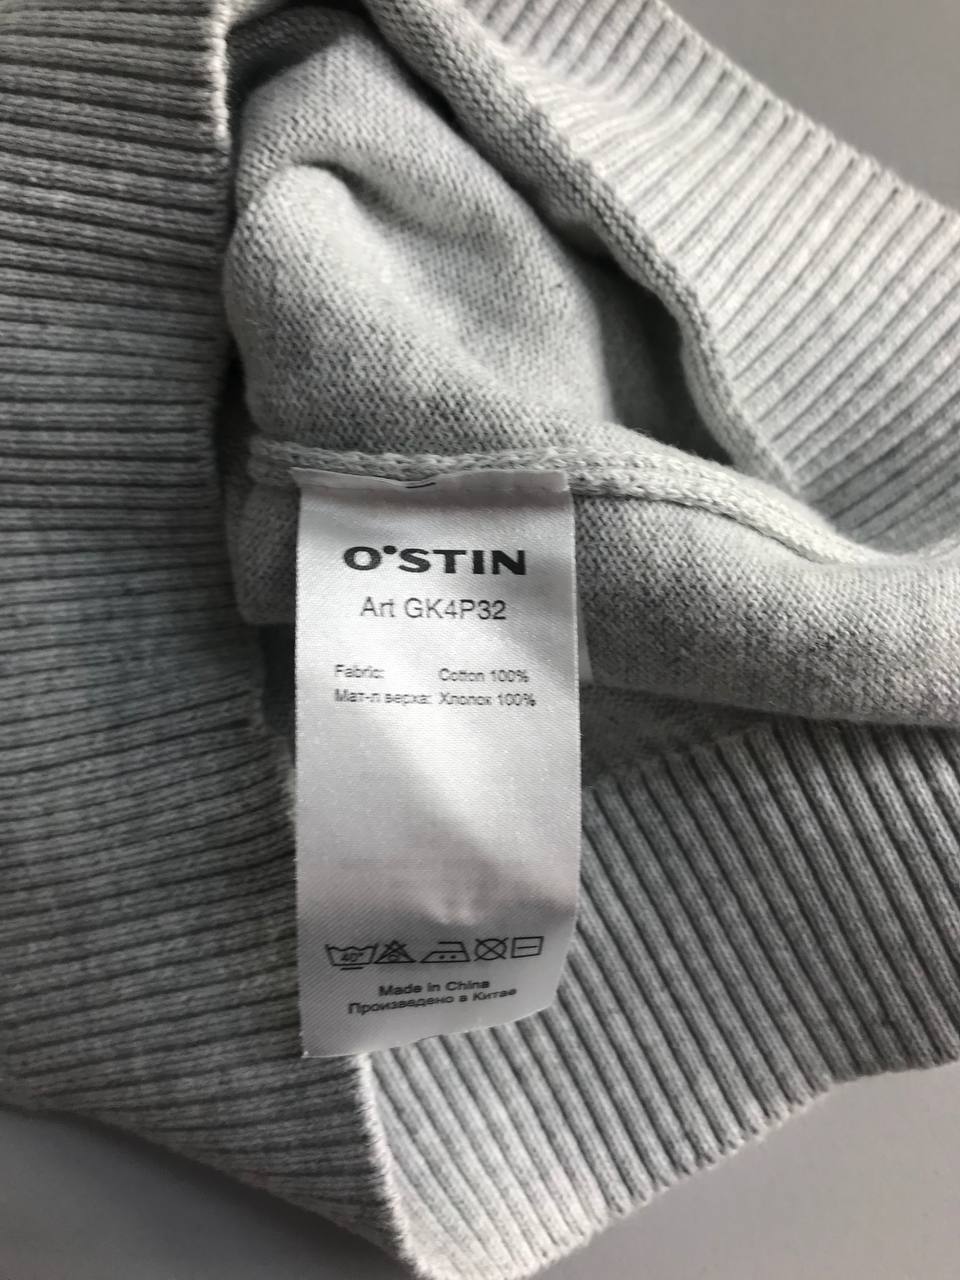 O'STIN
Art GK4P32
Fabric: Cotton 100%
Мат-л верха: Хлопок 100%
40°
Made in China
Произведено в Китае